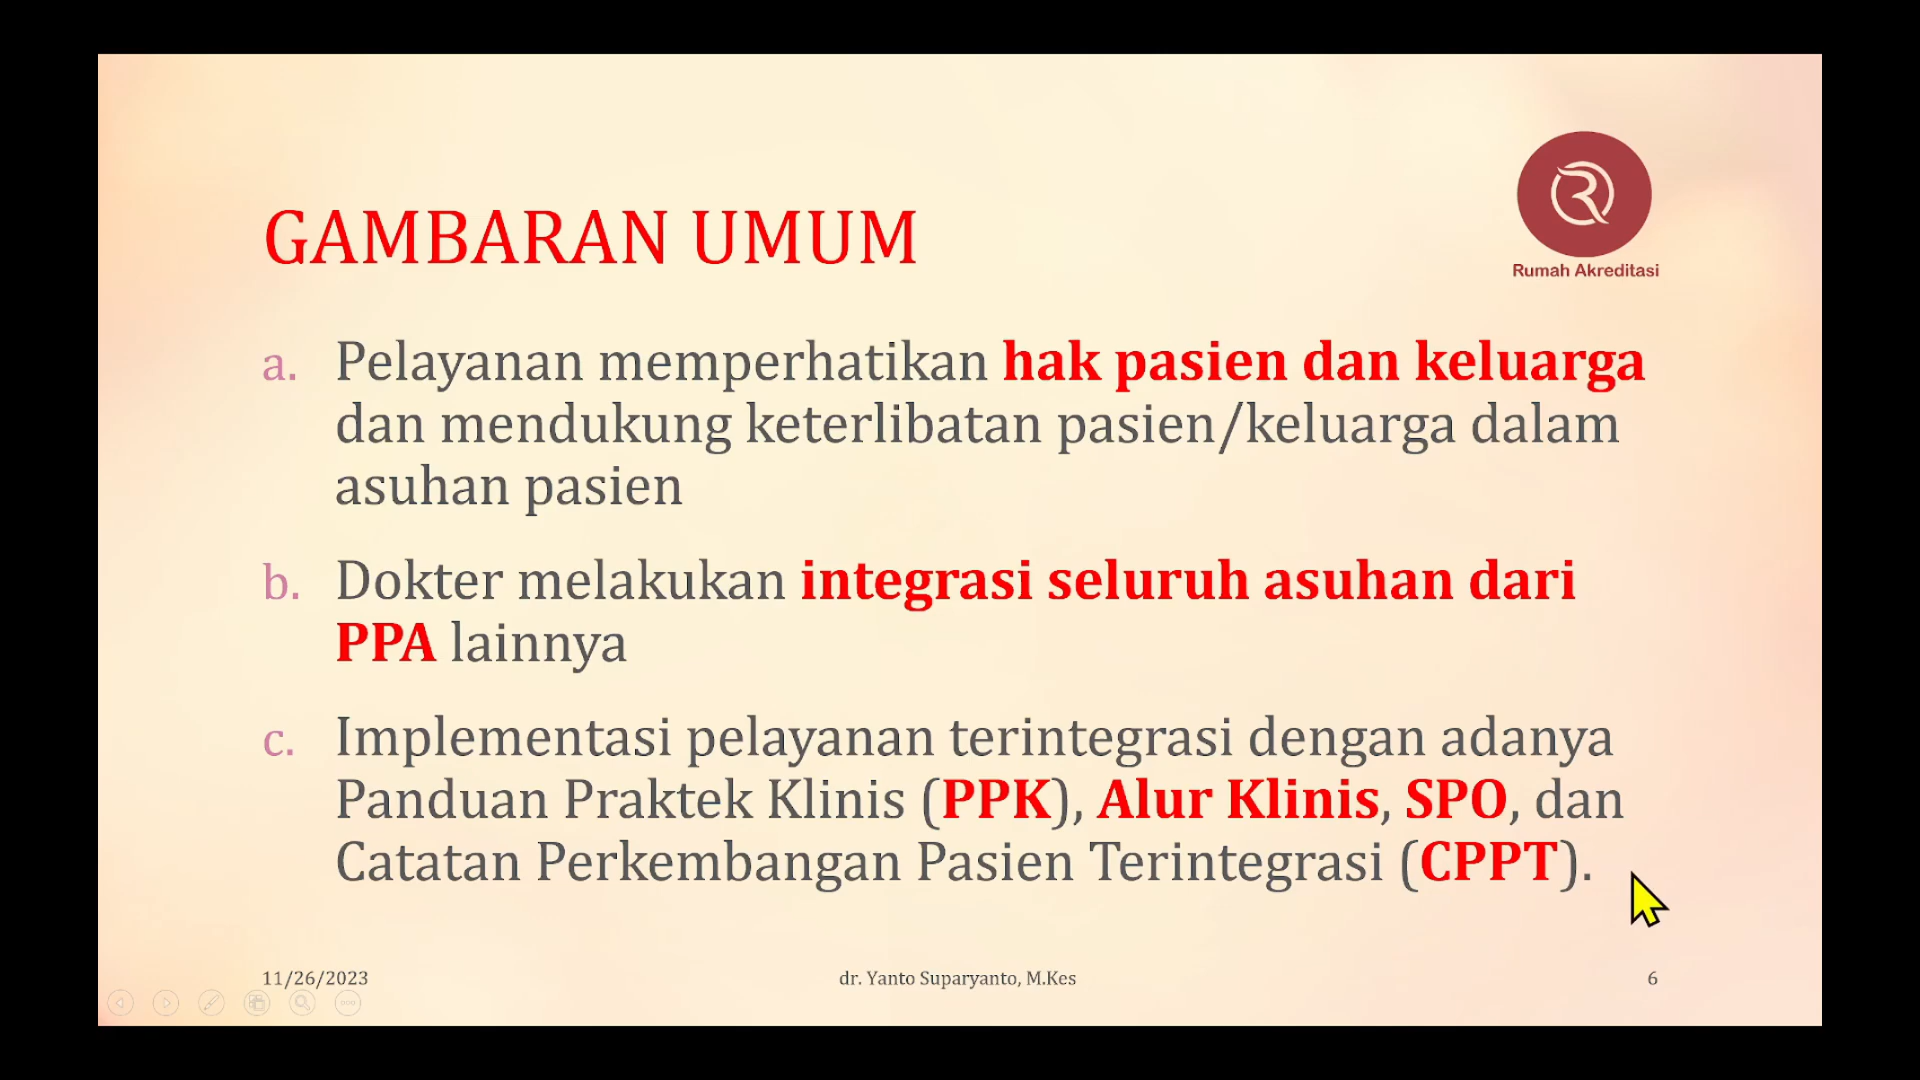 Rumah Akreditasi
GAMBARAN UMUM
a. Pelayanan memperhatikan hak pasien dan keluarga
dan mendukung keterlibatan pasien/keluarga dalam
asuhan pasien
b. Dokter melakukan integrasi seluruh asuhan dari
PPA lainnya
c. Implementasi pelayanan terintegrasi dengan adanya
Panduan Praktek Klinis (PPK), Alur Klinis, SPO, dan
Catatan Perkembangan Pasien Terintegrasi (CPPT).
11/26/2023
dr. Yanto Suparyanto, M.Kes
6